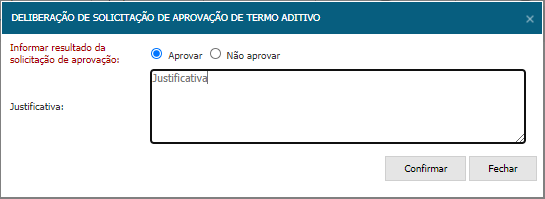 DELIBERAÇÃO DE SOLICITAÇÃO DE APROVAÇÃO DE TERMO ADITIVO ×
Informar resultado da
solicitação de aprovação:
Aprovar Não aprovar
Justificativa:
Justificativa
Confirmar Fechar